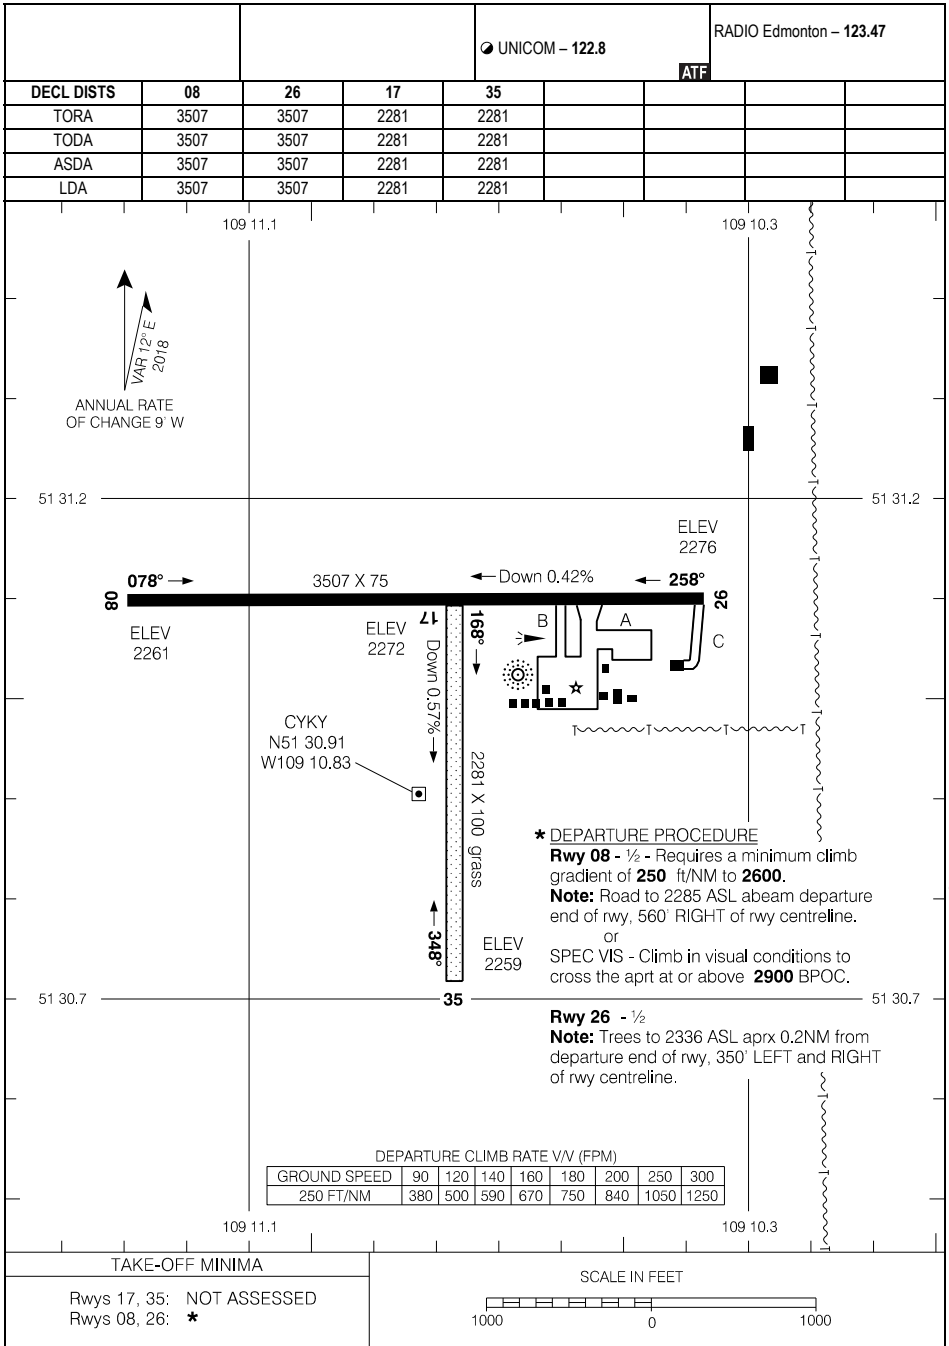 UNICOM – 122.8
RADIO Edmonton – 123.47
ATF
DECL DISTS 08 26 17 35
TORA 3507 3507 2281 2281
TODA 3507 3507 2281 2281
ASDA 3507 3507 2281 2281
LDA 3507 3507 2281 2281
109 11.1
109 10.3
VAR 12° E
2018
ANNUAL RATE
OF CHANGE 9' W
51 31.2
51 31.2
ELEV
2276
078°
3507 X 75
Down 0.42%
258°
08
26
ELEV
2261
ELEV
2272
17
168°
B
A
C
Down 0.57%
CYKY
N51 30.91
W109 10.83
2281 X 100 grass
348°
ELEV
2259
35
* DEPARTURE PROCEDURE
Rwy 08 - ½ - Requires a minimum climb
gradient of 250 ft/NM to 2600.
Note: Road to 2285 ASL abeam departure
end of rwy, 560' RIGHT of rwy centreline.
or
SPEC VIS - Climb in visual conditions to
cross the aprt at or above 2900 BPOC.
51 30.7
51 30.7
Rwy 26 - ½
Note: Trees to 2336 ASL aprx 0.2NM from
departure end of rwy, 350' LEFT and RIGHT
of rwy centreline.
DEPARTURE CLIMB RATE V/V (FPM)
GROUND SPEED 90 120 140 160 180 200 250 300
250 FT/NM 380 500 590 670 750 840 1050 1250
109 11.1
109 10.3
TAKE-OFF MINIMA
Rwys 17, 35: NOT ASSESSED
Rwys 08, 26: *
SCALE IN FEET
1000 0 1000